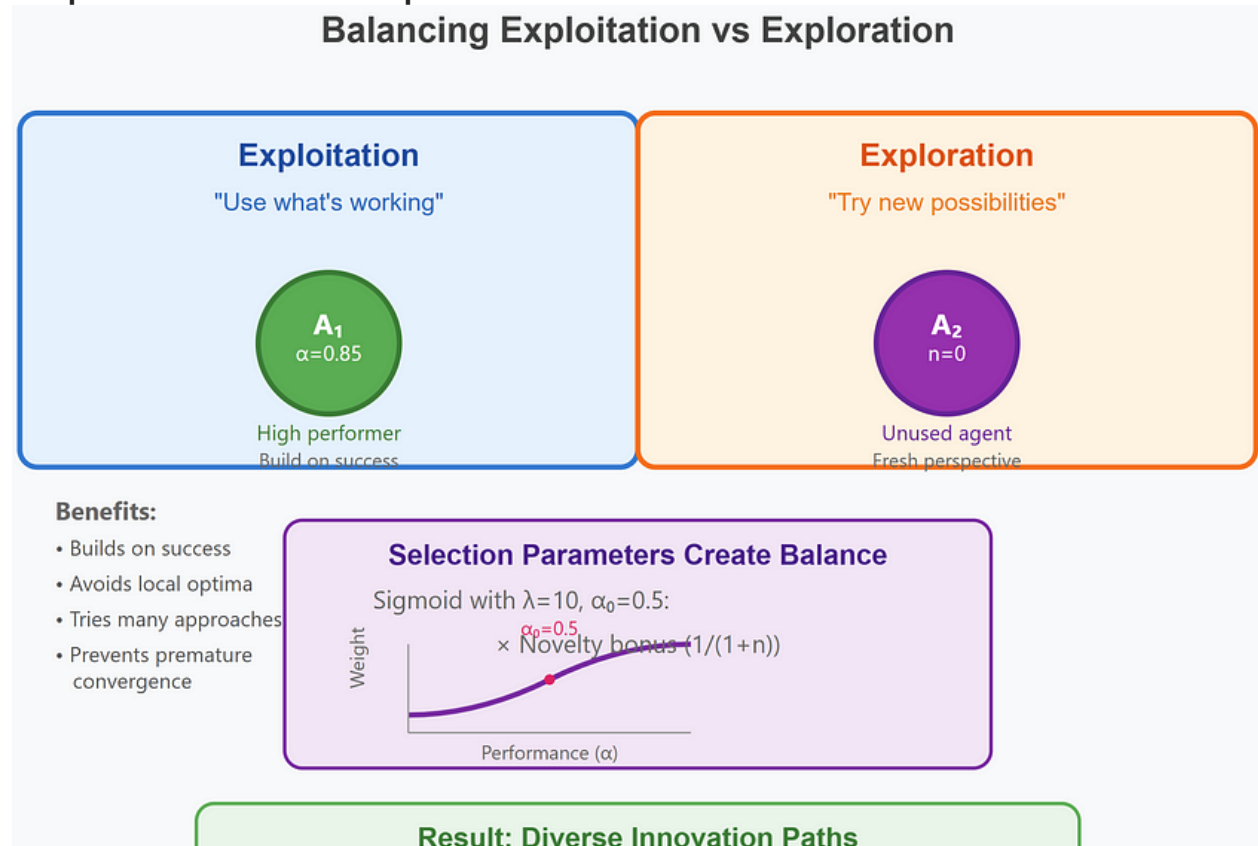 Balancing Exploitation vs Exploration
Exploitation
"Use what's working"
A₁
α=0.85
High performer
Build on success
Exploration
"Try new possibilities"
A₂
n=0
Unused agent
Fresh perspective
Benefits:
• Builds on success
• Avoids local optima
• Tries many approaches
• Prevents premature
convergence
Selection Parameters Create Balance
Sigmoid with λ=10, α₀=0.5:
α₀=0.5
× Novelty bonus (1/(1+n))
Weight
Performance (α)
Result: Diverse Innovation Paths